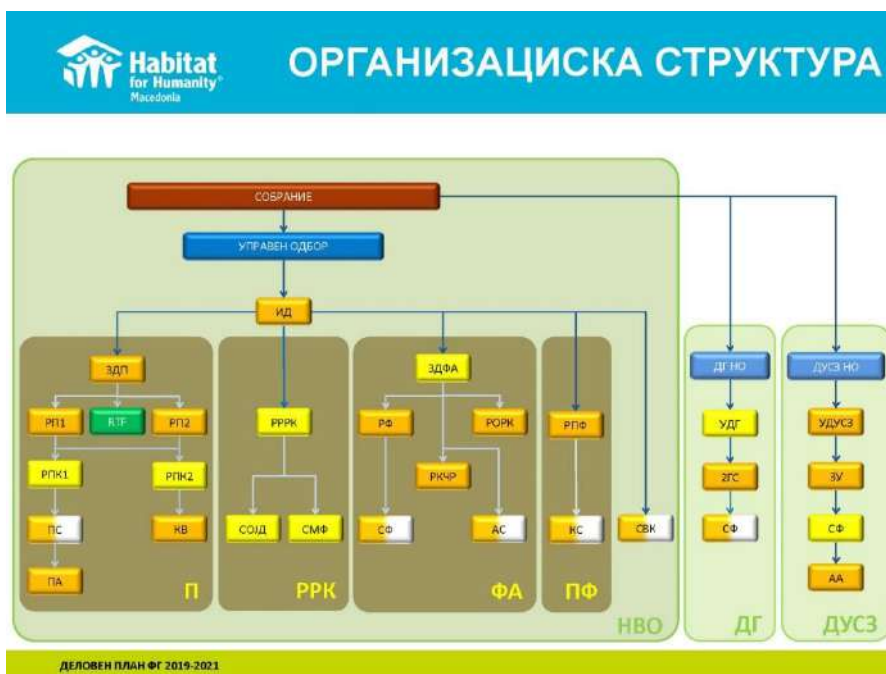 Habitat
for Humanity®
Macedonia
ОРГАНИЗАЦИСКА СТРУКТУРА
СОБРАНИЕ
УПРАВЕН ОДБОР
ИД
ЗДП
ЗДФА
ДГ НО
ДУСЗ НО
РП1
RTF
РП2
РРРК
РФ
РОРК
РПФ
УДГ
УДУСЗ
РПК1
РПК2
РКЧР
2ГС
ЗУ
ПС
КВ
СОЈД
СМФ
СФ
АС
КС
СВК
СФ
СФ
ПА
АА
П
РРК
ФА
ПФ
НВО
ДГ
ДУСЗ
ДЕЛОВЕН ПЛАН ФГ 2019-2021